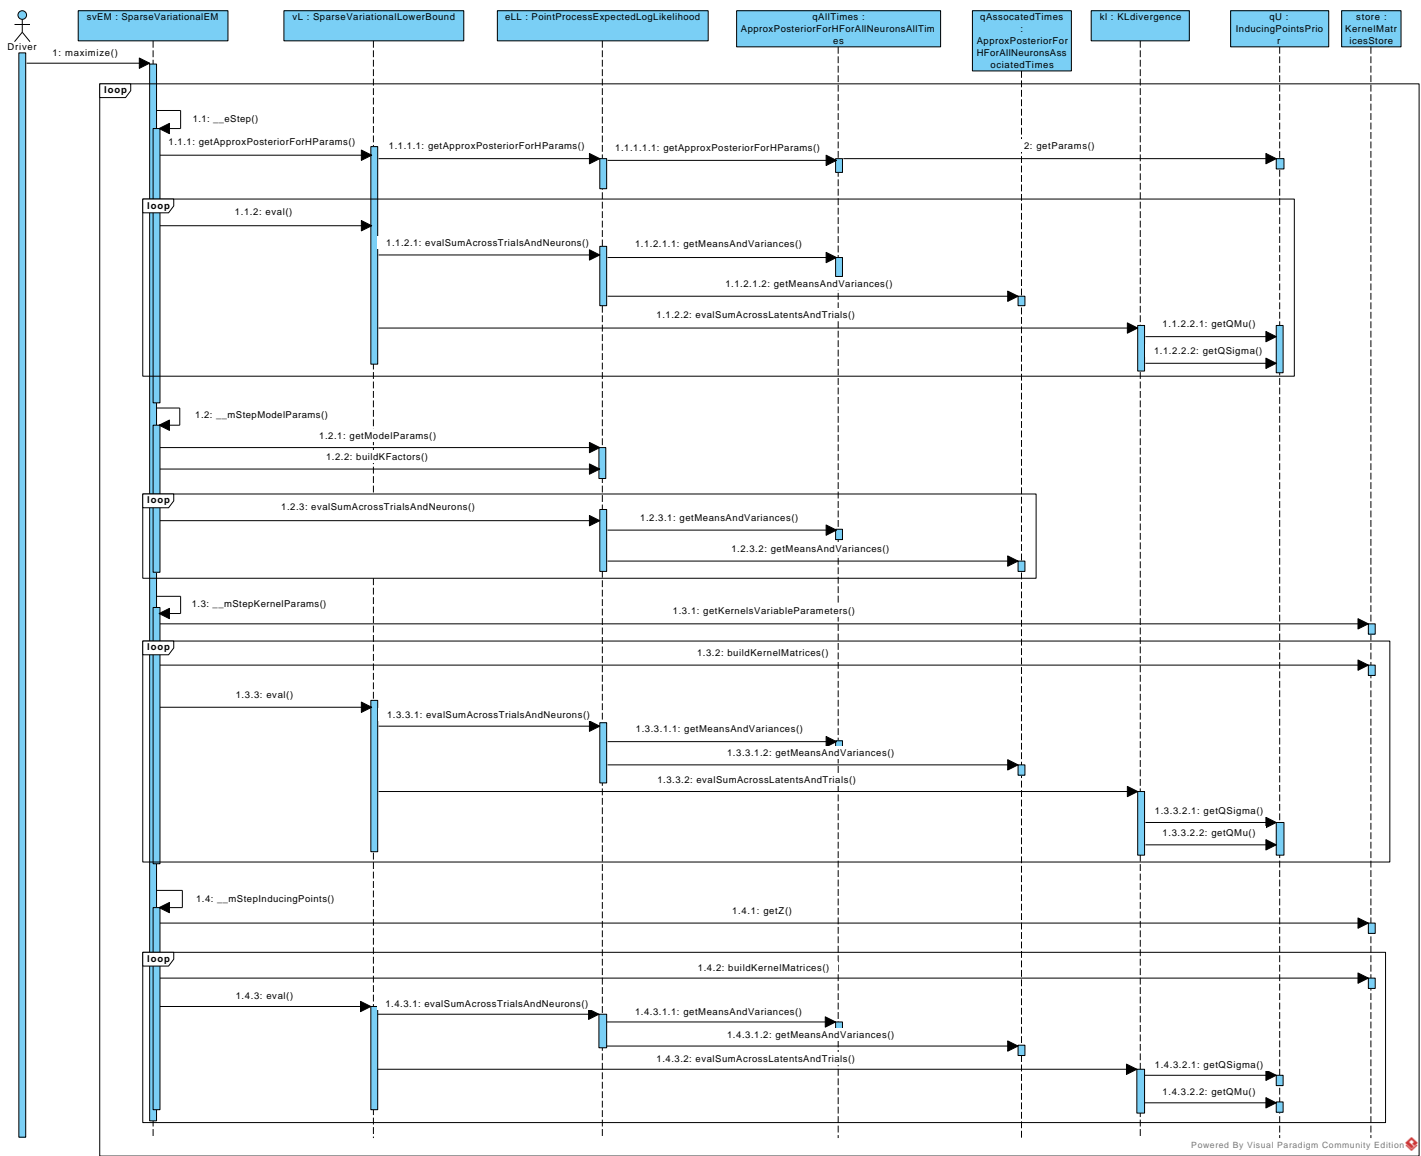 svEM : SparseVariationalEM
vL : SparseVariationalLowerBound
eLL : PointProcessExpectedLogLikelihood
qAllTimes :
ApproxPosteriorForHForAllNeuronsAllTim
es
qAssocatedTimes
:
ApproxPosteriorFor
HForAllNeuronsAss
ociatedTimes
kl : KLdivergence
qU :
InducingPointsPrio
r
store :
KernelMatr
icesStore
Driver
1: maximize()
loop
1.1: __eStep()
1.1.1: getApproxPosteriorForHParams()
1.1.1.1: getApproxPosteriorForHParams()
1.1.1.1.1: getApproxPosteriorForHParams()
2: getParams()
loop
1.1.2: eval()
1.1.2.1: evalSumAcrossTrialsAndNeurons()
1.1.2.1.1: getMeansAndVariances()
1.1.2.1.2: getMeansAndVariances()
1.1.2.2: evalSumAcrossLatentsAndTrials()
1.1.2.2.1: getQMu()
1.1.2.2.2: getQSigma()
1.2: __mStepModelParams()
1.2.1: getModelParams()
1.2.2: buildKFactors()
loop
1.2.3: evalSumAcrossTrialsAndNeurons()
1.2.3.1: getMeansAndVariances()
1.2.3.2: getMeansAndVariances()
1.3: __mStepKernelParams()
1.3.1: getKernelsVariableParameters()
loop
1.3.2: buildKernelMatrices()
1.3.3: eval()
1.3.3.1: evalSumAcrossTrialsAndNeurons()
1.3.3.1.1: getMeansAndVariances()
1.3.3.1.2: getMeansAndVariances()
1.3.3.2: evalSumAcrossLatentsAndTrials()
1.3.3.2.1: getQSigma()
1.3.3.2.2: getQMu()
1.4: __mStepInducingPoints()
1.4.1: getZ()
loop
1.4.2: buildKernelMatrices()
1.4.3: eval()
1.4.3.1: evalSumAcrossTrialsAndNeurons()
1.4.3.1.1: getMeansAndVariances()
1.4.3.1.2: getMeansAndVariances()
1.4.3.2: evalSumAcrossLatentsAndTrials()
1.4.3.2.1: getQSigma()
1.4.3.2.2: getQMu()
Powered By Visual Paradigm Community Edition